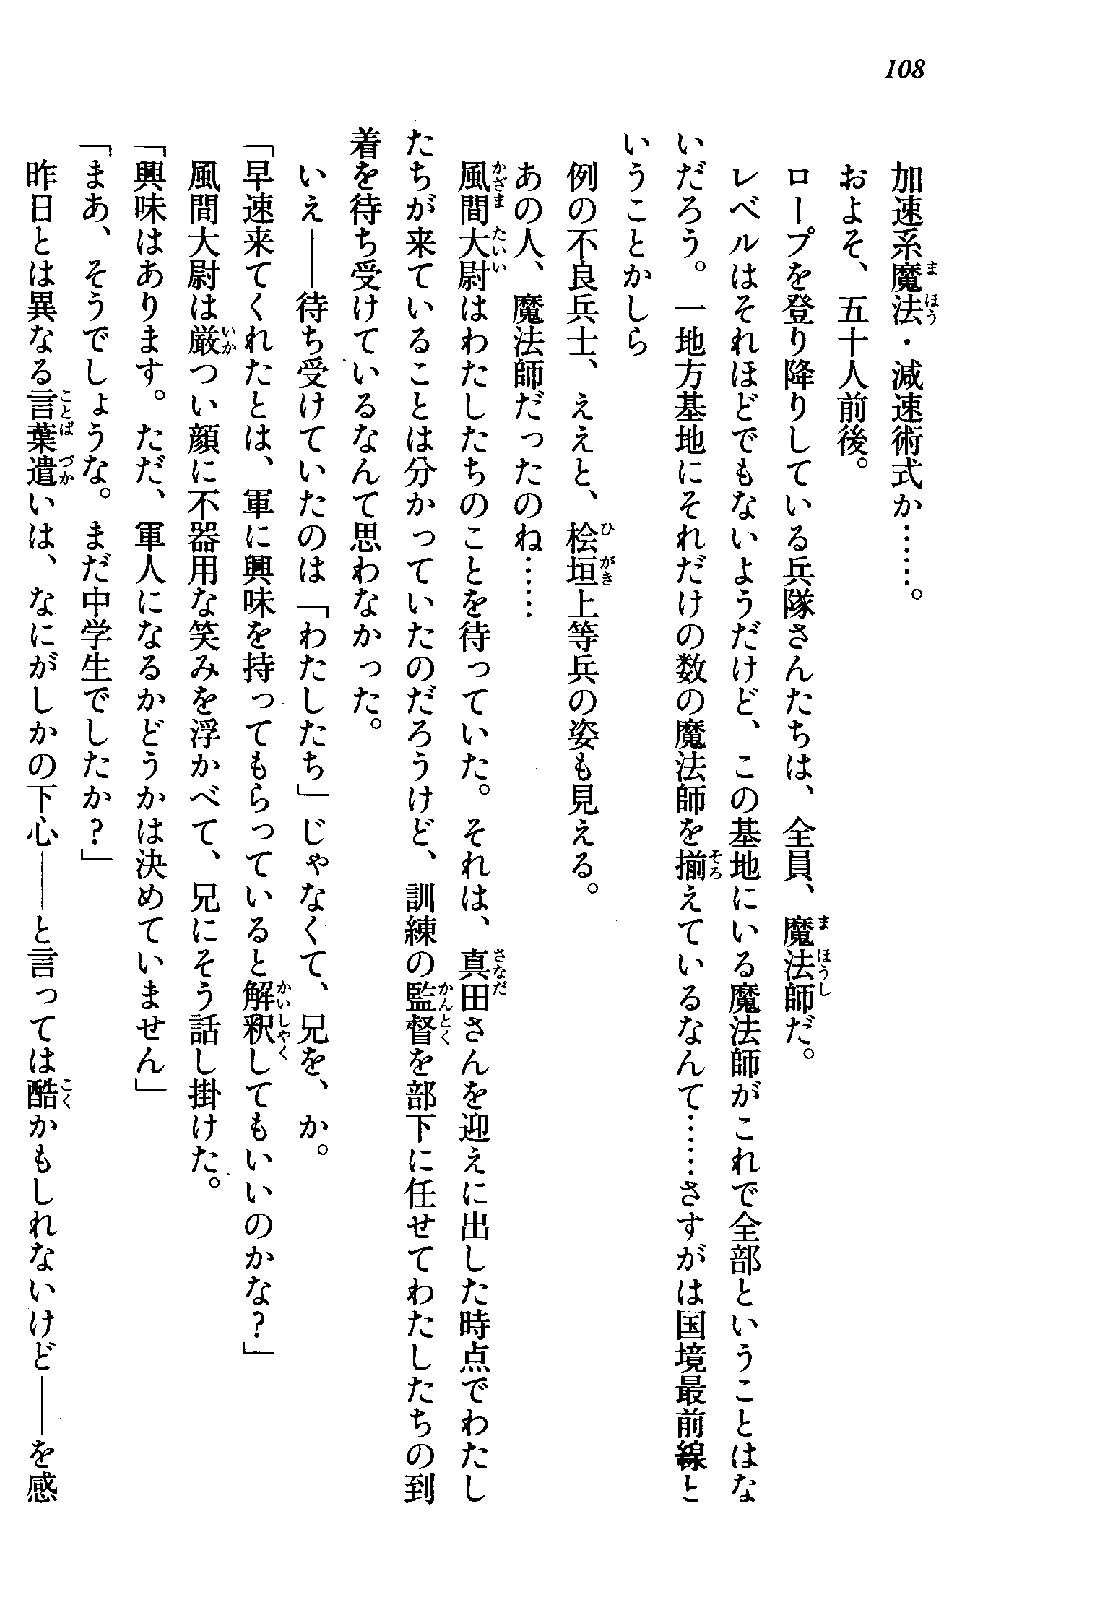 108
加速系魔法・減速術式か……。
およそ、五十人前後。
ロープを登り降りしている兵隊さんたちは、全員、魔法師だ。
レベルはそれほどでもないようだけど、この基地にいる魔法師がこれで全部ということはな
いだろう。一地方基地にそれだけの数の魔法師を揃えているなんて……さすがは国境最前線と
いうことかしら
例の不良兵士、ええと、桧垣上等兵の姿も見える。
あの人、魔法師だったのね……
風間大尉はわたしたちのことを待っていた。それは、真田さんを迎えに出した時点でわたし
たちが来ていることは分かっていたのだろうけど、訓練の監督を部下に任せてわたしたちの到
着を待ち受けているなんて思わなかった。
いえ――待ち受けていたのは「わたしたち」じゃなくて、兄を、か。
「早速来てくれたとは、軍に興味を持ってもらっていると解釈してもいいのかな？」
風間大尉は厳つい顔に不器用な笑みを浮かべて、兄にそう話し掛けた。
「興味はあります。ただ、軍人になるかどうかは決めていません」
「まあ、そうでしょうな。まだ中学生でしたか？」
昨日とは異なる言葉遣いは、なにがしかの下心――と言っては酷かもしれないけど――を感